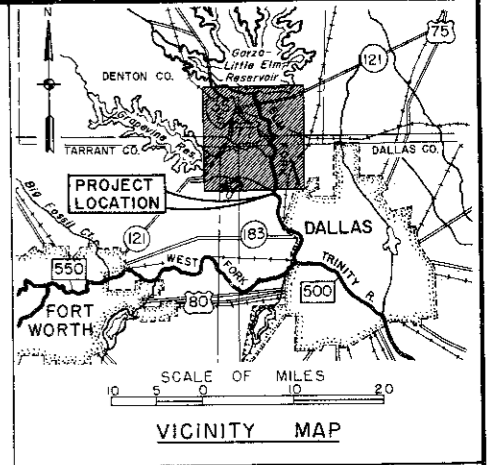 N
75
Garza-
Little Elm
Reservoir
121
DENTON CO.
Grapevine Res.
TARRANT CO.
DALLAS CO.
PROJECT
LOCATION
Big Fossil Cr.
121
183
DALLAS
550
WEST FORK
TRINITY R.
80
500
FORT
WORTH
SCALE OF MILES
10 5 0 10 20
VICINITY MAP